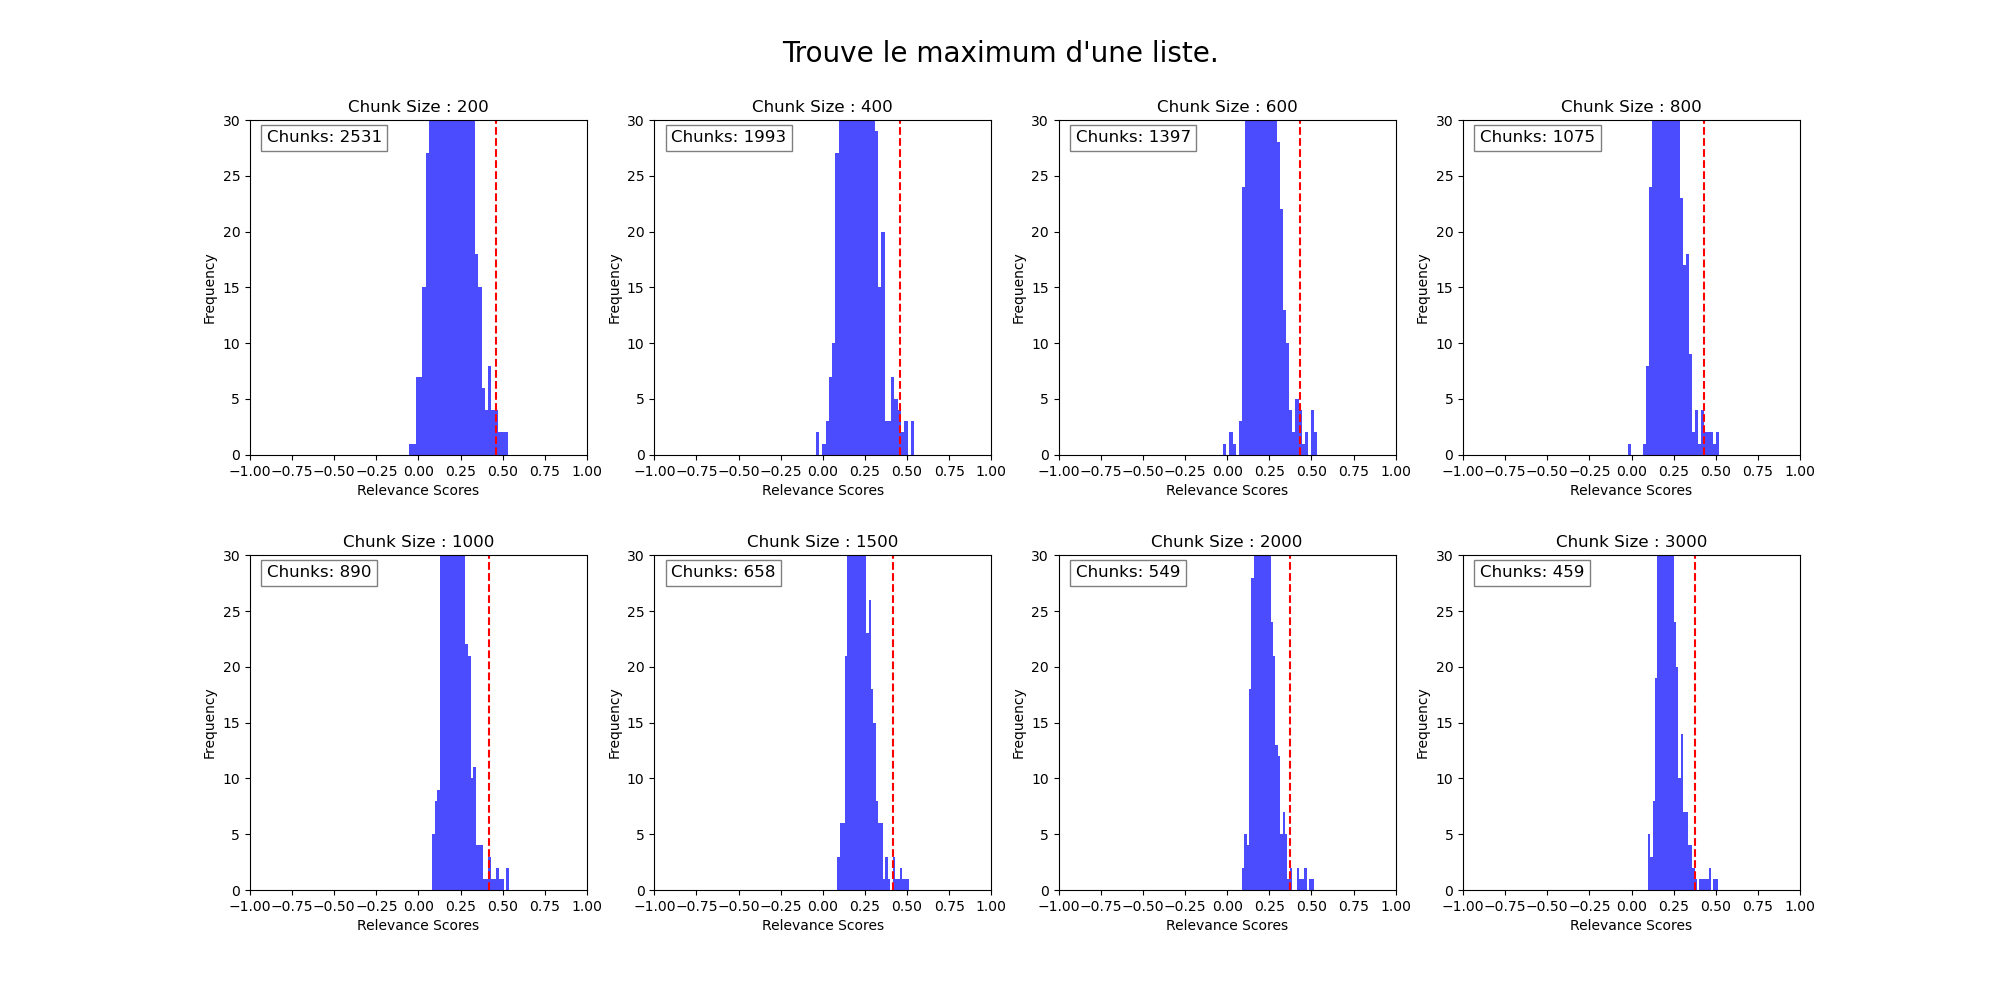 Trouve le maximum d'une liste.
Chunk Size : 200
Chunk Size : 400
Chunk Size : 600
Chunk Size : 800
Chunks: 2531
Chunks: 1993
Chunks: 1397
Chunks: 1075
30
25
20
15
10
5
0
Frequency
−1.00 −0.75 −0.50 −0.25 0.00 0.25 0.50 0.75 1.00
Relevance Scores
30
25
20
15
10
5
0
Frequency
−1.00 −0.75 −0.50 −0.25 0.00 0.25 0.50 0.75 1.00
Relevance Scores
30
25
20
15
10
5
0
Frequency
−1.00 −0.75 −0.50 −0.25 0.00 0.25 0.50 0.75 1.00
Relevance Scores
30
25
20
15
10
5
0
Frequency
−1.00 −0.75 −0.50 −0.25 0.00 0.25 0.50 0.75 1.00
Relevance Scores
Chunk Size : 1000
Chunk Size : 1500
Chunk Size : 2000
Chunk Size : 3000
Chunks: 890
Chunks: 658
Chunks: 549
Chunks: 459
30
25
20
15
10
5
0
Frequency
−1.00 −0.75 −0.50 −0.25 0.00 0.25 0.50 0.75 1.00
Relevance Scores
30
25
20
15
10
5
0
Frequency
−1.00 −0.75 −0.50 −0.25 0.00 0.25 0.50 0.75 1.00
Relevance Scores
30
25
20
15
10
5
0
Frequency
−1.00 −0.75 −0.50 −0.25 0.00 0.25 0.50 0.75 1.00
Relevance Scores
30
25
20
15
10
5
0
Frequency
−1.00 −0.75 −0.50 −0.25 0.00 0.25 0.50 0.75 1.00
Relevance Scores